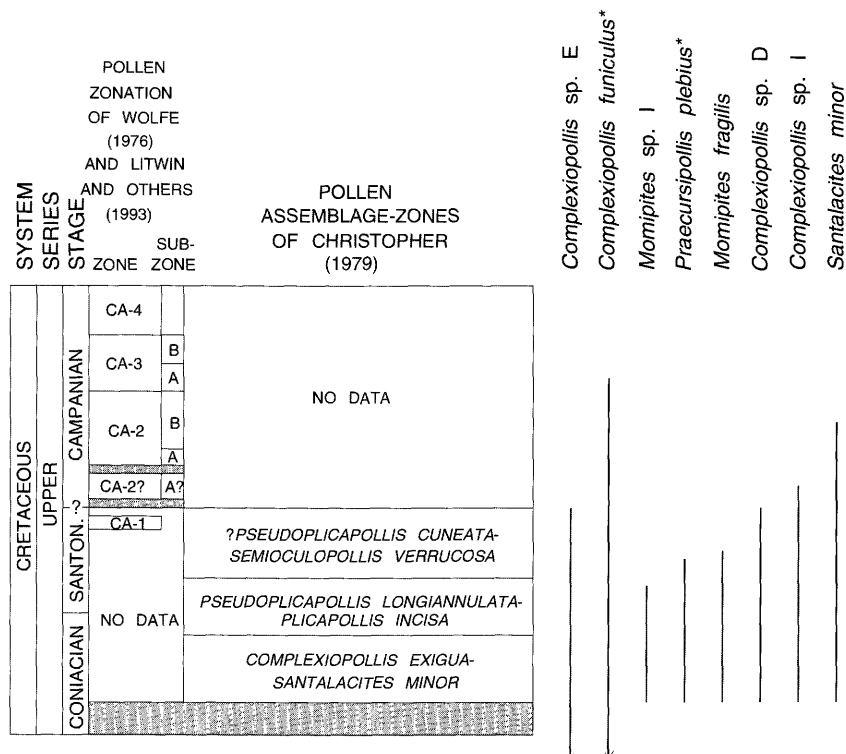 POLLEN
ZONATION
OF WOLFE
(1976)
AND LITWIN
AND OTHERS
(1993)
SYSTEM
SERIES
STAGE
ZONE
SUB-
ZONE
POLLEN
ASSEMBLAGE-ZONES
OF CHRISTOPHER
(1979)
Complexiopollis sp. E
Complexiopollis funiculus*
Momipites sp. I
Praecursipollis plebius*
Momipites fragilis
Complexiopollis sp. D
Complexiopollis sp. I
Santalacites minor
CRETACEOUS
UPPER
CAMPANIAN
?
SANTON.
CONIACIAN
CA-4
CA-3
B
A
CA-2
B
A
CA-2?
A?
CA-1
NO DATA
NO DATA
?PSEUDOPLICAPOLLIS CUNEATA-
SEMIOCULOPOLLIS VERRUCOSA
PSEUDOPLICAPOLLIS LONGIANNULATA-
PLICAPOLLIS INCISA
COMPLEXIOPOLLIS EXIGUA-
SANTALACITES MINOR